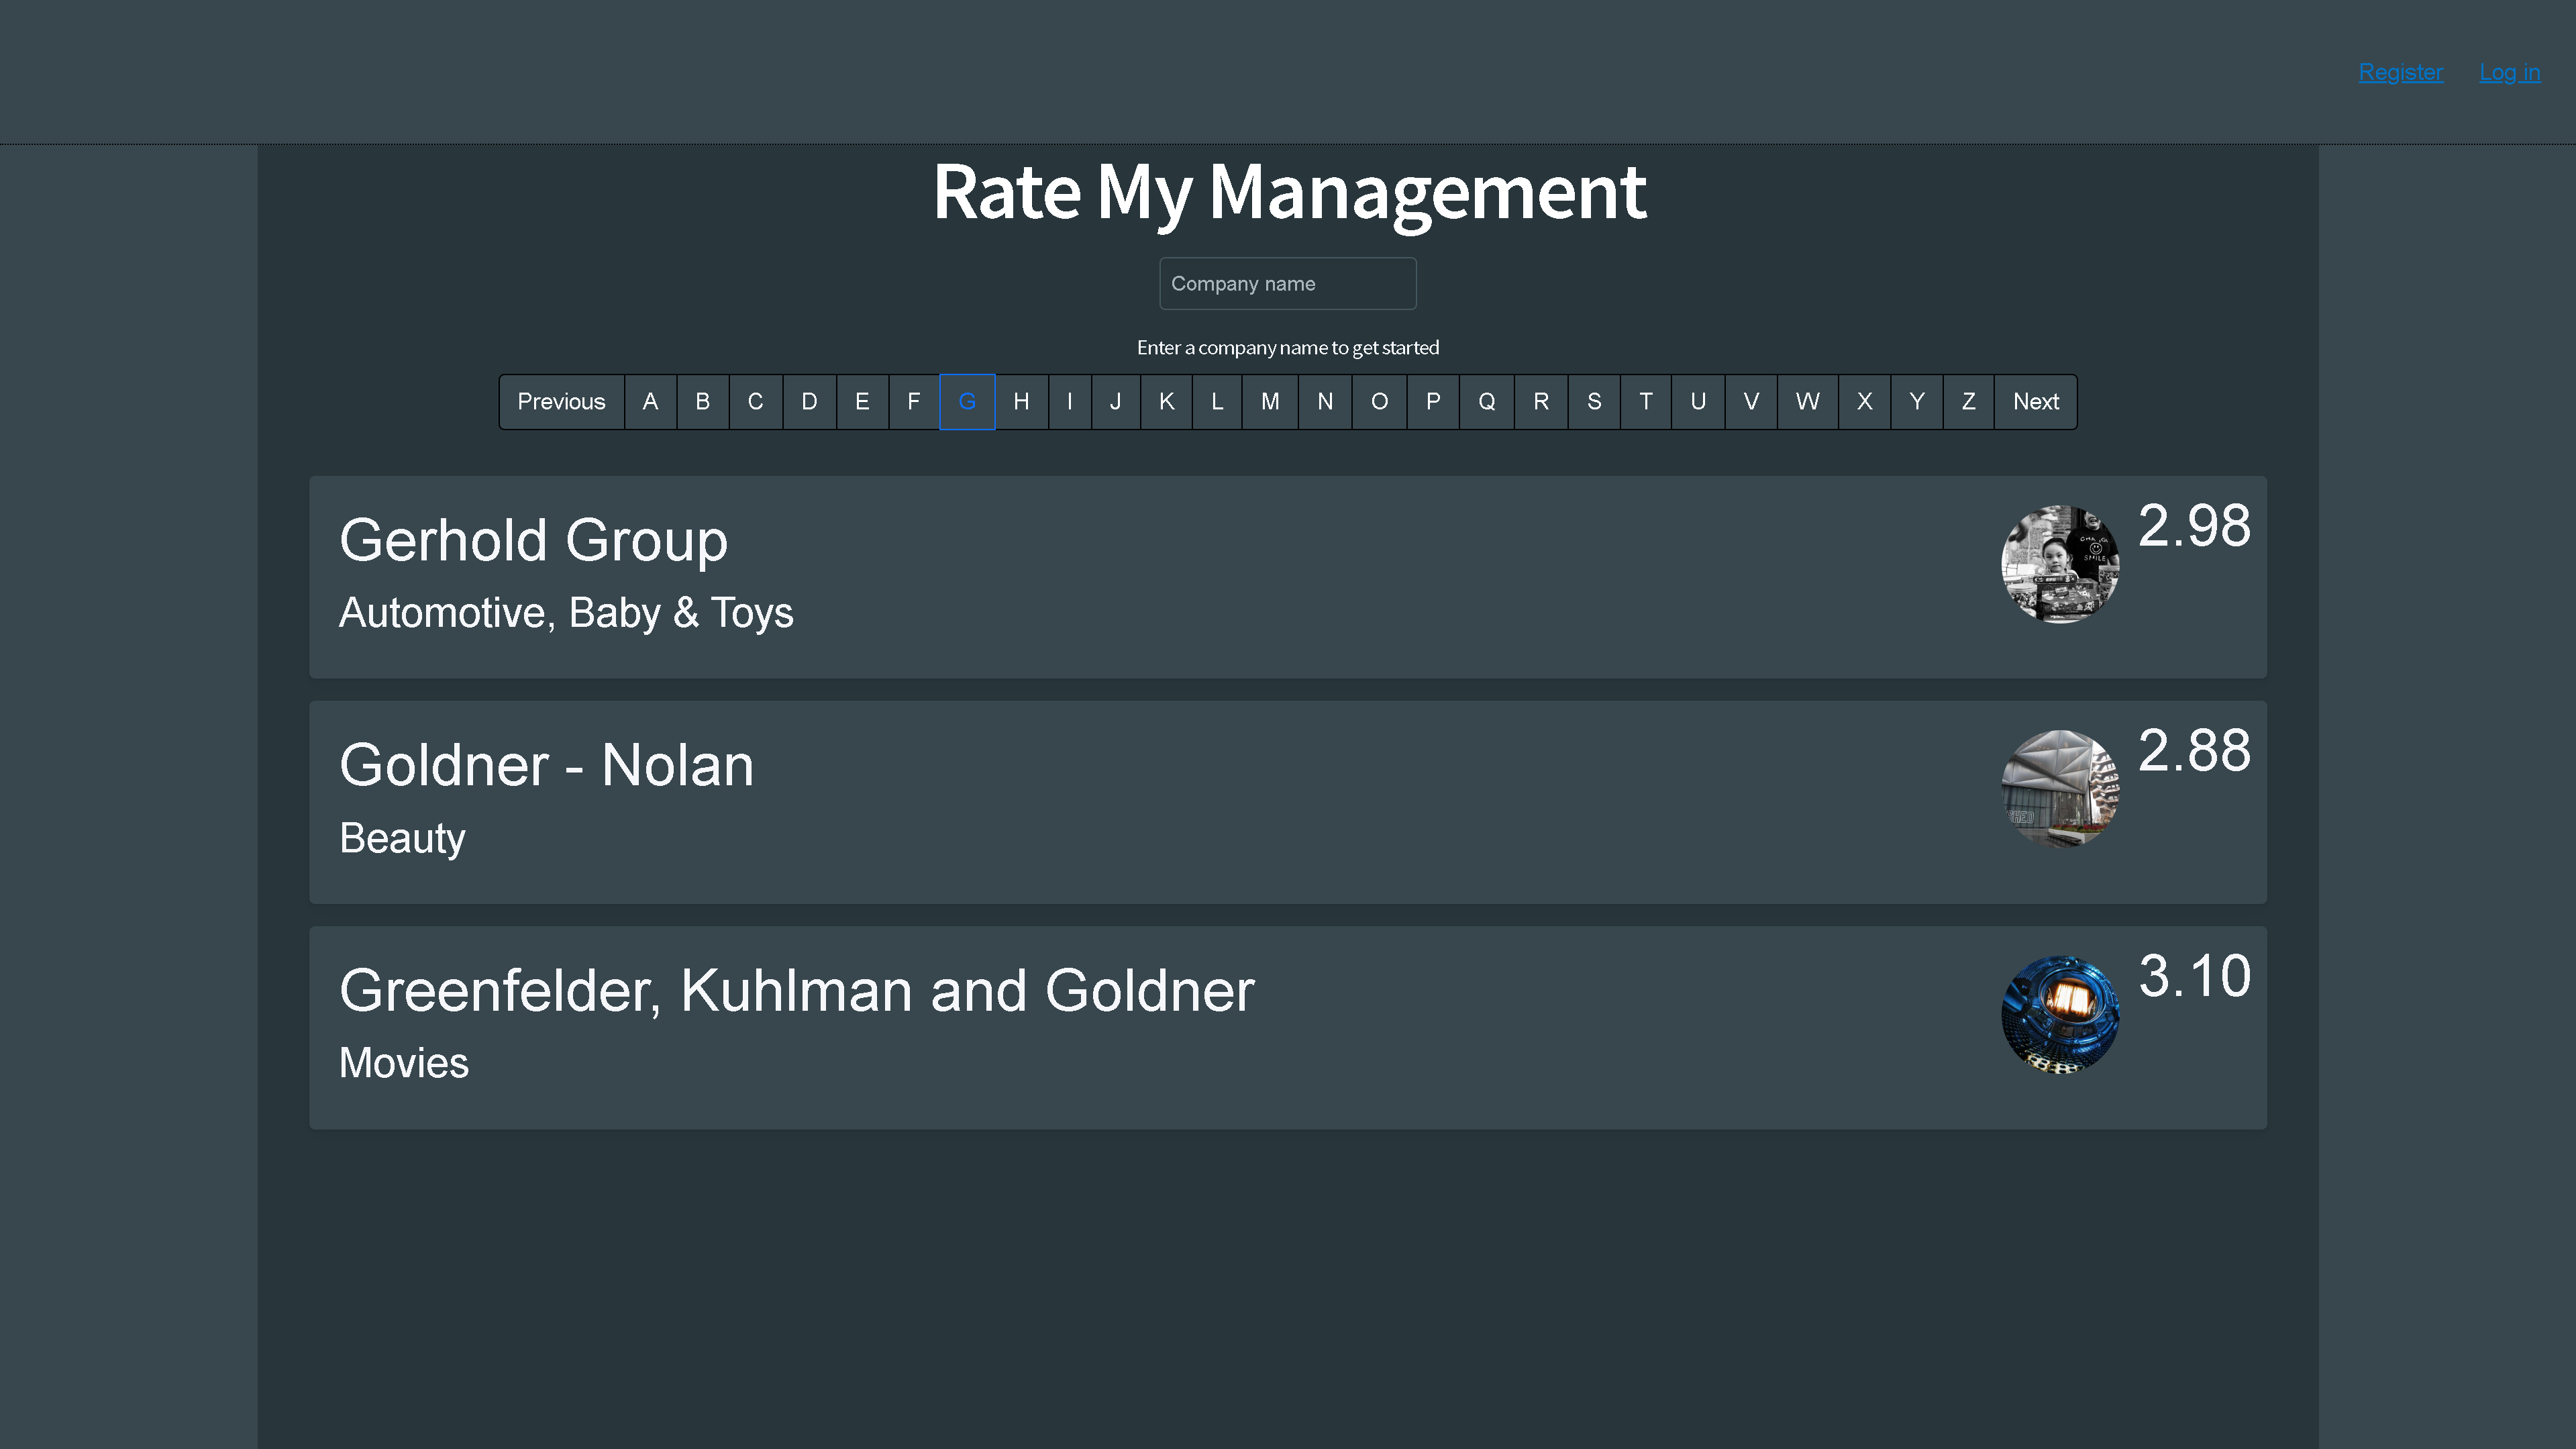 Register Log in
Rate My Management
Company name
Enter a company name to get started
Previous A B C D E F G H I J K L M N O P Q R S T U V W X Y Z Next
Gerhold Group
2.98
Automotive, Baby & Toys
Goldner - Nolan
2.88
Beauty
Greenfelder, Kuhlman and Goldner
3.10
Movies